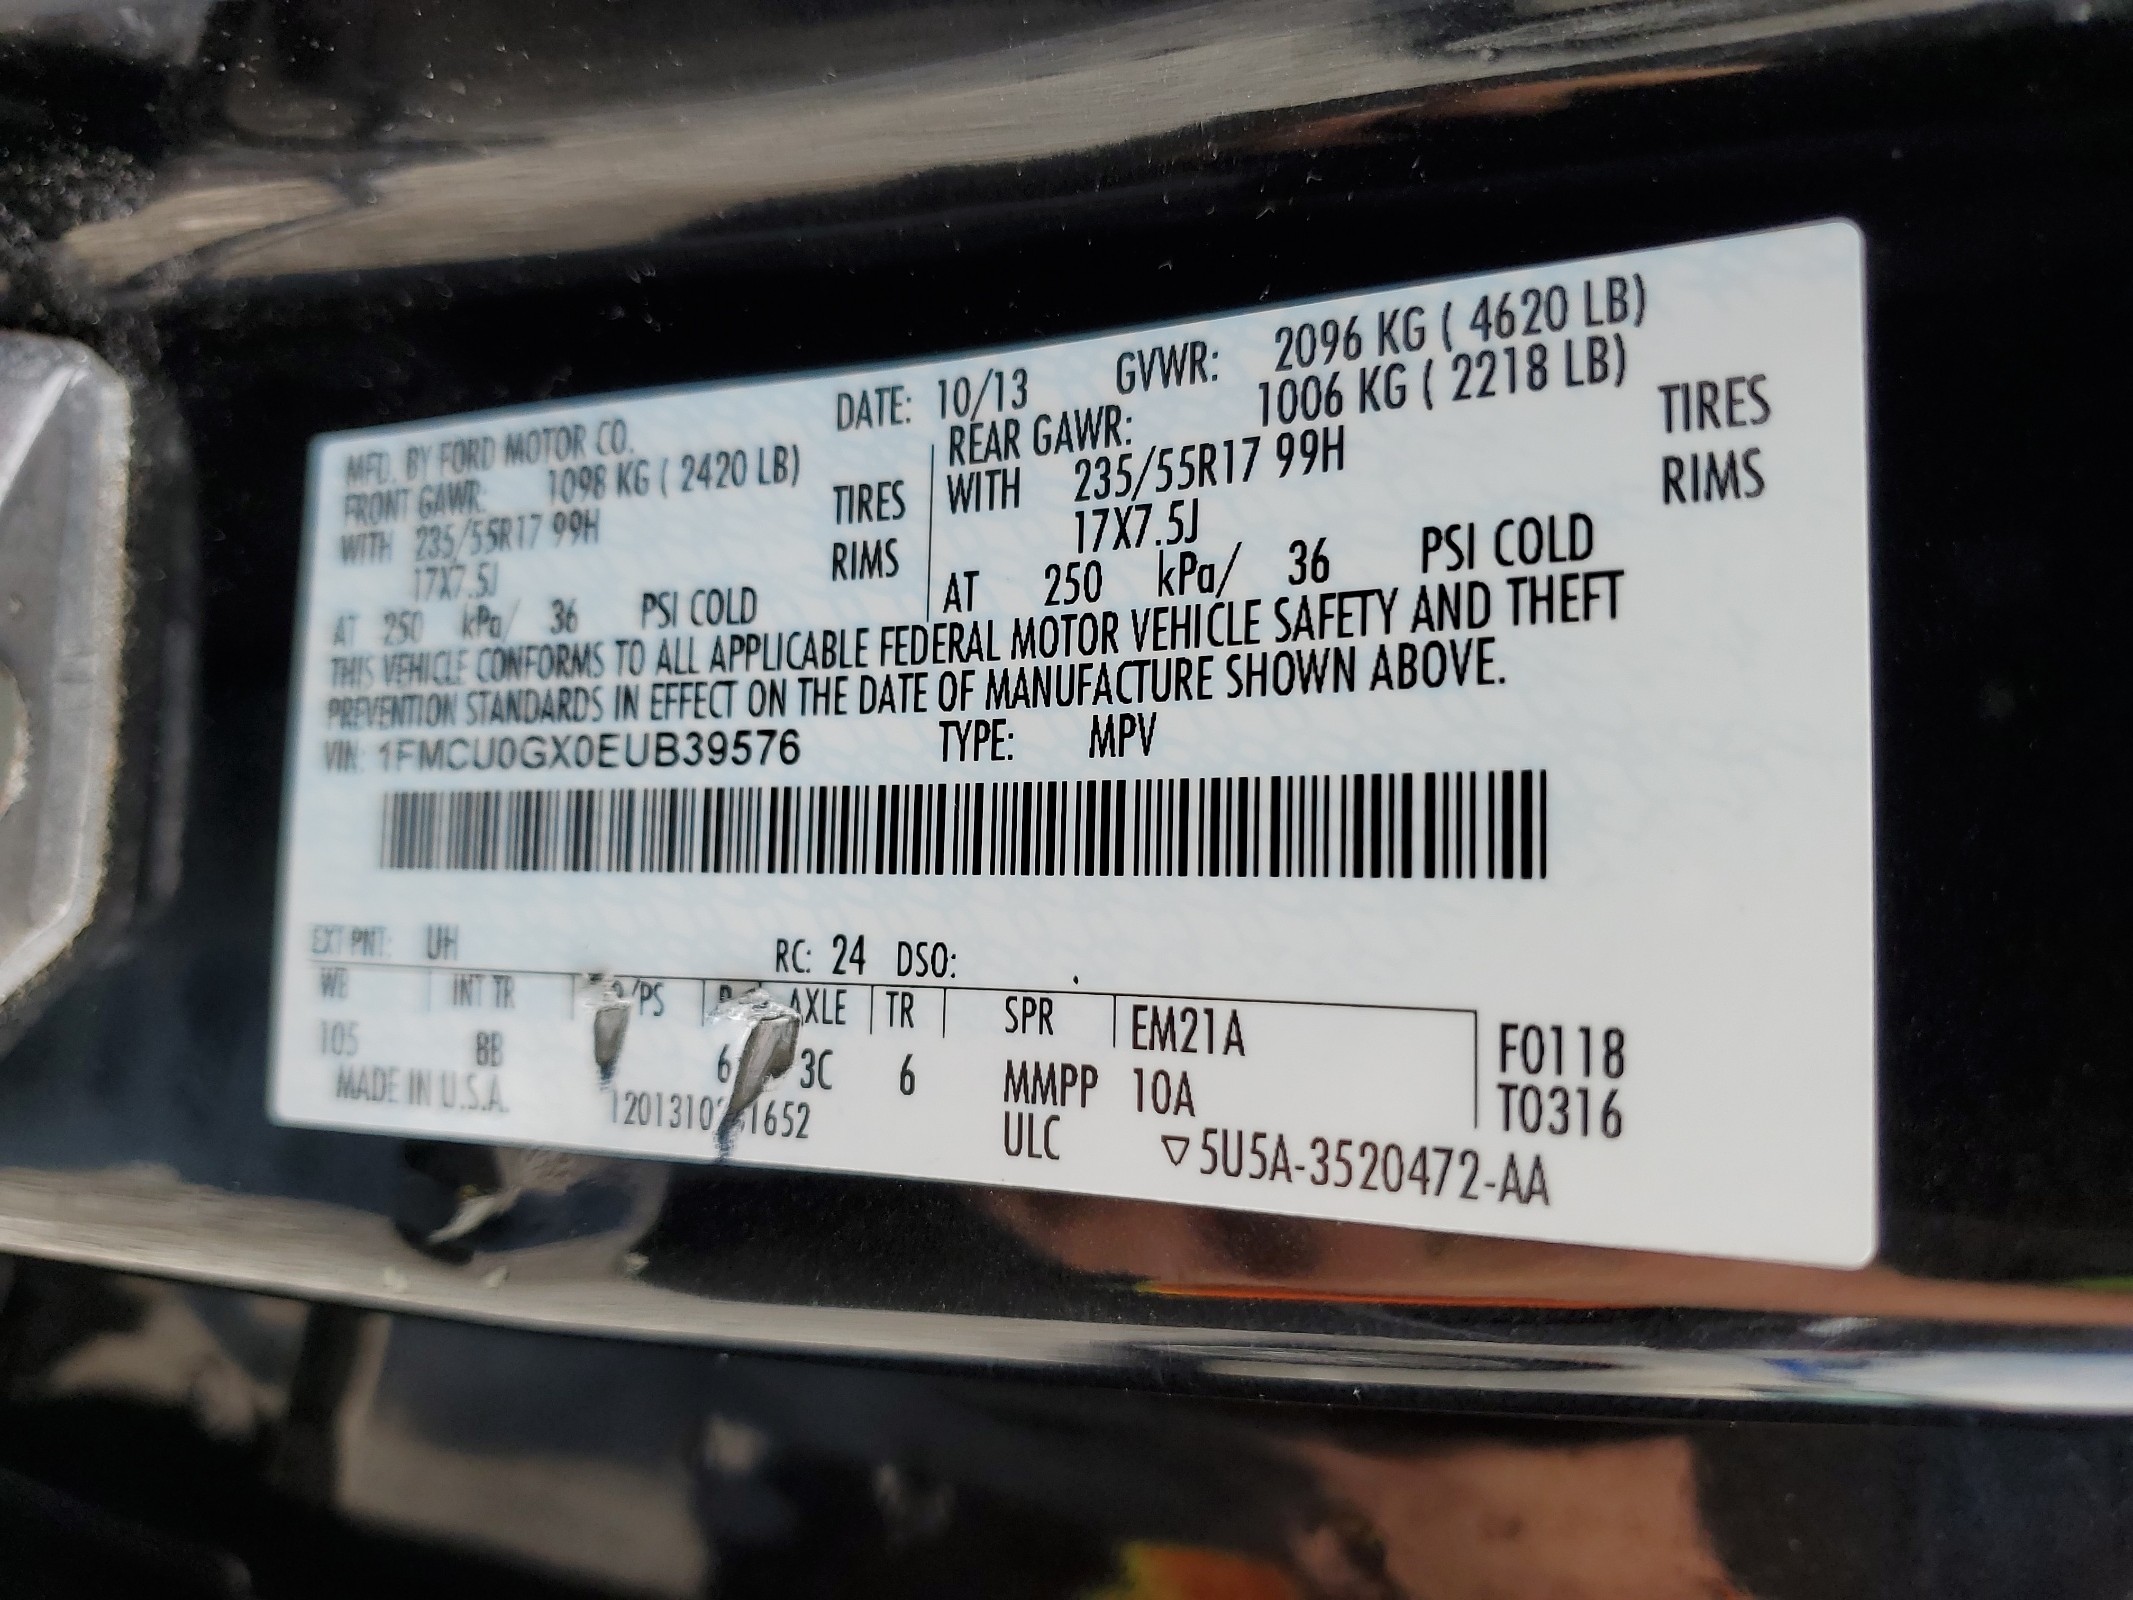 MFD. BY FORD MOTOR CO. DATE: 10/13 GVWR: 2096 KG ( 4620 LB)
FRONT GAWR: 1098 KG ( 2420 LB) REAR GAWR: 1006 KG ( 2218 LB)
WITH 235/55R17 99H TIRES WITH 235/55R17 99H TIRES
17X7.5J RIMS 17X7.5J RIMS
AT 250 kPa/ 36 PSI COLD AT 250 kPa/ 36 PSI COLD
THIS VEHICLE CONFORMS TO ALL APPLICABLE FEDERAL MOTOR VEHICLE SAFETY AND THEFT
PREVENTION STANDARDS IN EFFECT ON THE DATE OF MANUFACTURE SHOWN ABOVE.
VIN: 1FMCU0GX0EUB39576 TYPE: MPV
EXT PNT: UH RC: 24 DSO:
WB INT TR /PS AXLE TR SPR EM21A F0118
105 BB 6 3C 6 MMPP 10A T0316
MADE IN U.S.A. ULC ▽5U5A-3520472-AA